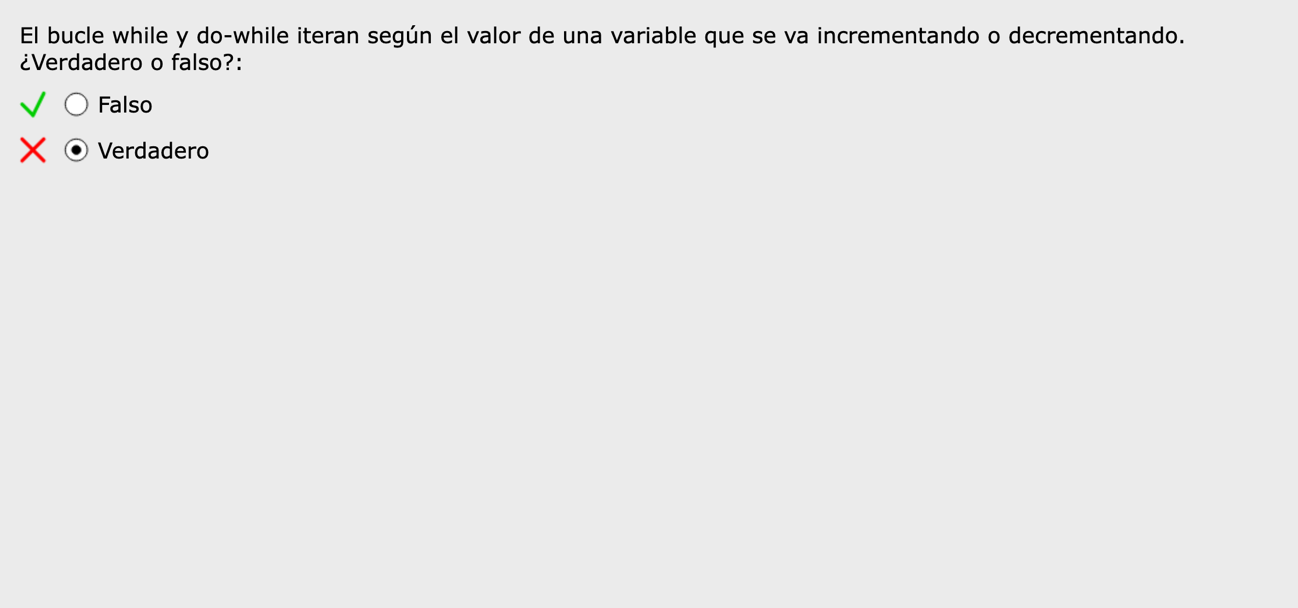 El bucle while y do-while iteran según el valor de una variable que se va incrementando o decrementando.
¿Verdadero o falso?:
Falso
Verdadero